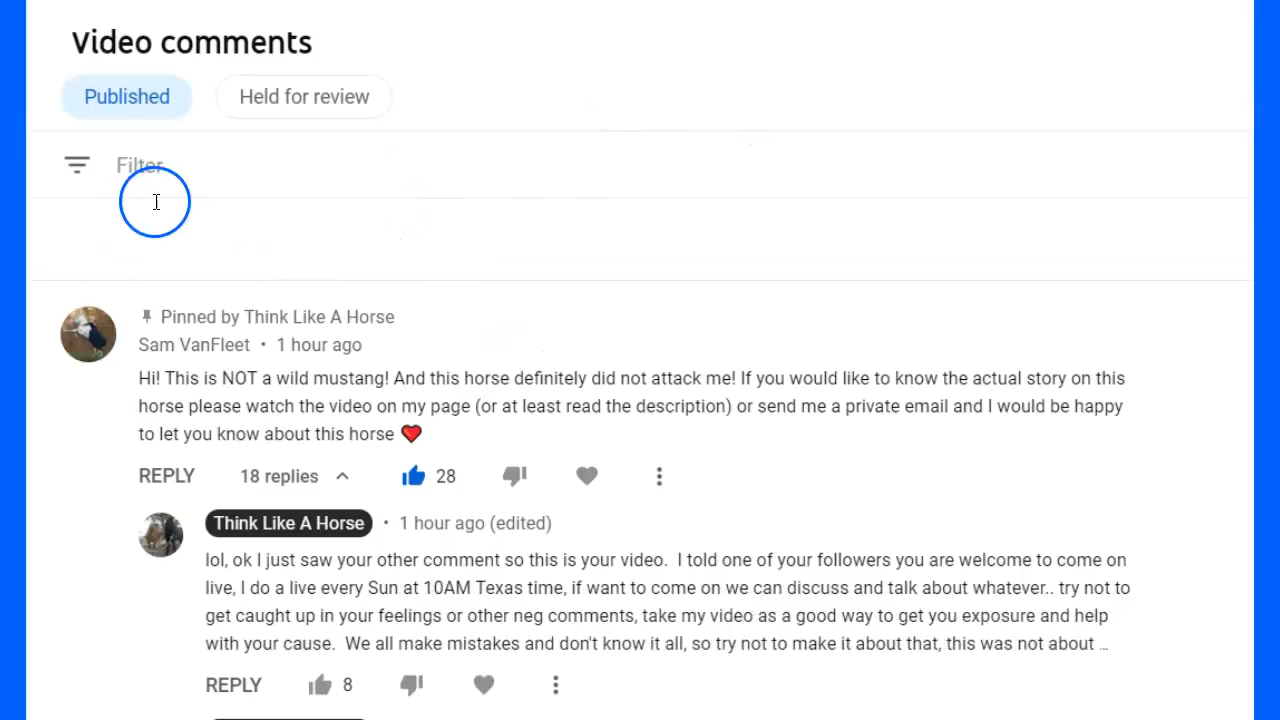 Video comments
Published
Held for review
Filter
Pinned by Think Like A Horse
Sam VanFleet • 1 hour ago
Hi! This is NOT a wild mustang! And this horse definitely did not attack me! If you would like to know the actual story on this
horse please watch the video on my page (or at least read the description) or send me a private email and I would be happy
to let you know about this horse ❤️
REPLY 18 replies 28
Think Like A Horse • 1 hour ago (edited)
lol, ok I just saw your other comment so this is your video. I told one of your followers you are welcome to come on
live, I do a live every Sun at 10AM Texas time, if want to come on we can discuss and talk about whatever.. try not to
get caught up in your feelings or other neg comments, take my video as a good way to get you exposure and help
with your cause. We all make mistakes and don't know it all, so try not to make it about that, this was not about ...
REPLY 8